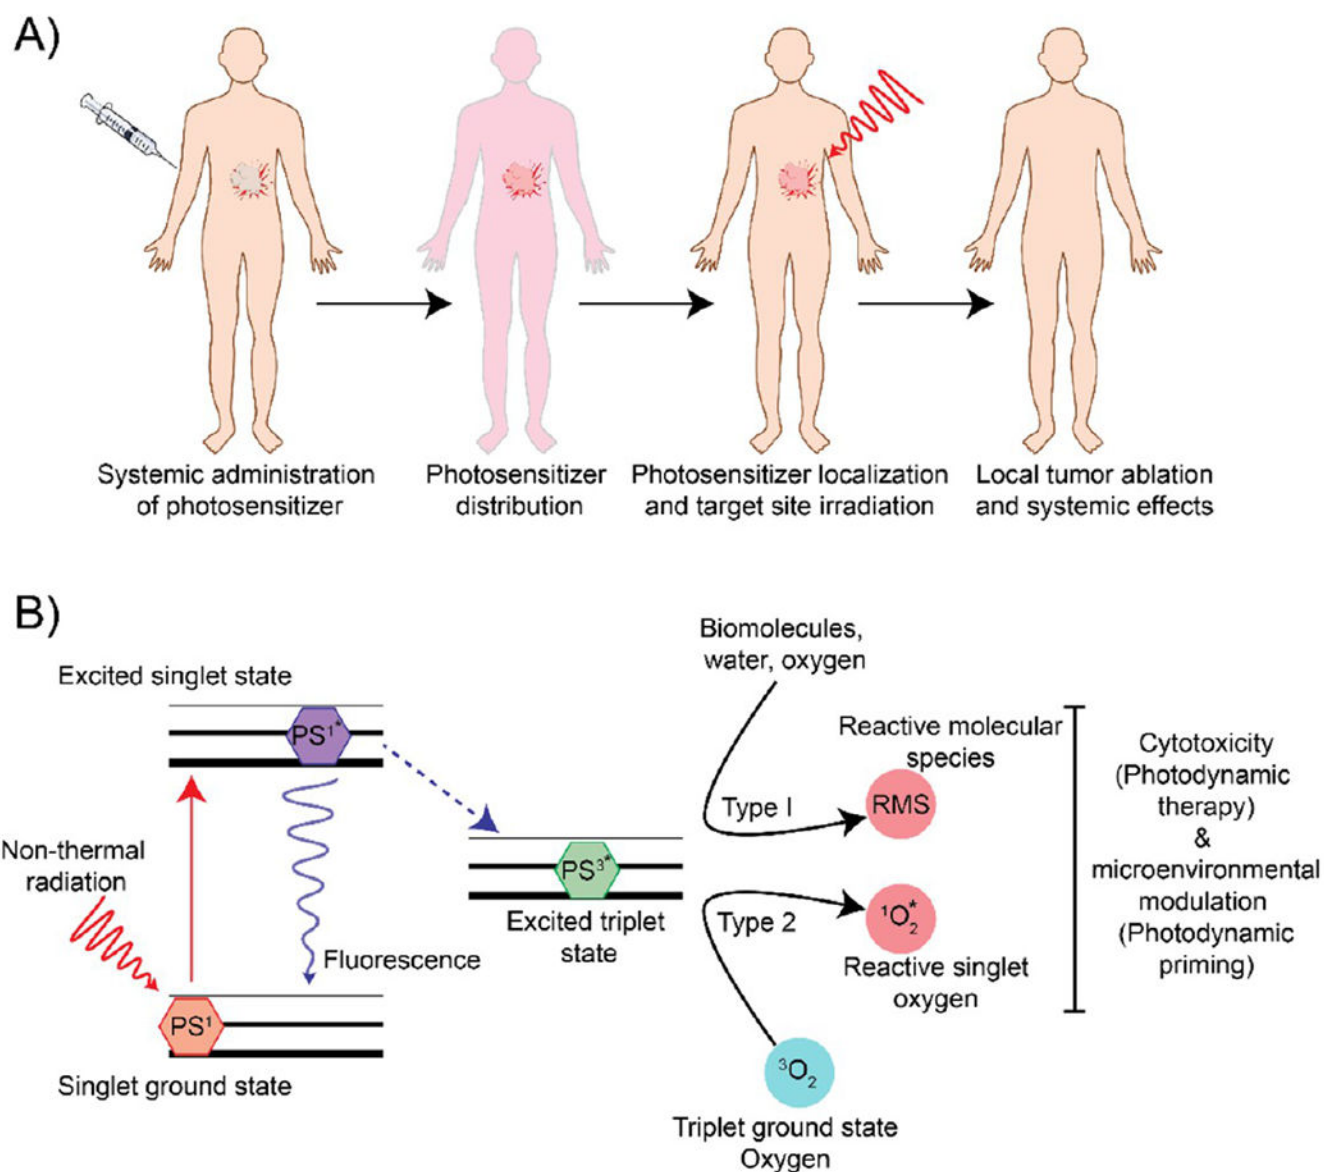 A)
Systemic administration
of photosensitizer
Photosensitizer
distribution
Photosensitizer localization
and target site irradiation
Local tumor ablation
and systemic effects
B)
Excited singlet state
PS¹*
Non-thermal
radiation
Fluorescence
PS¹
Singlet ground state
PS³*
Excited triplet
state
Biomolecules,
water, oxygen
Type I
Reactive molecular
species
RMS
Type 2
¹O₂*
Reactive singlet
oxygen
³O₂
Triplet ground state
Oxygen
Cytotoxicity
(Photodynamic
therapy)
&
microenvironmental
modulation
(Photodynamic
priming)